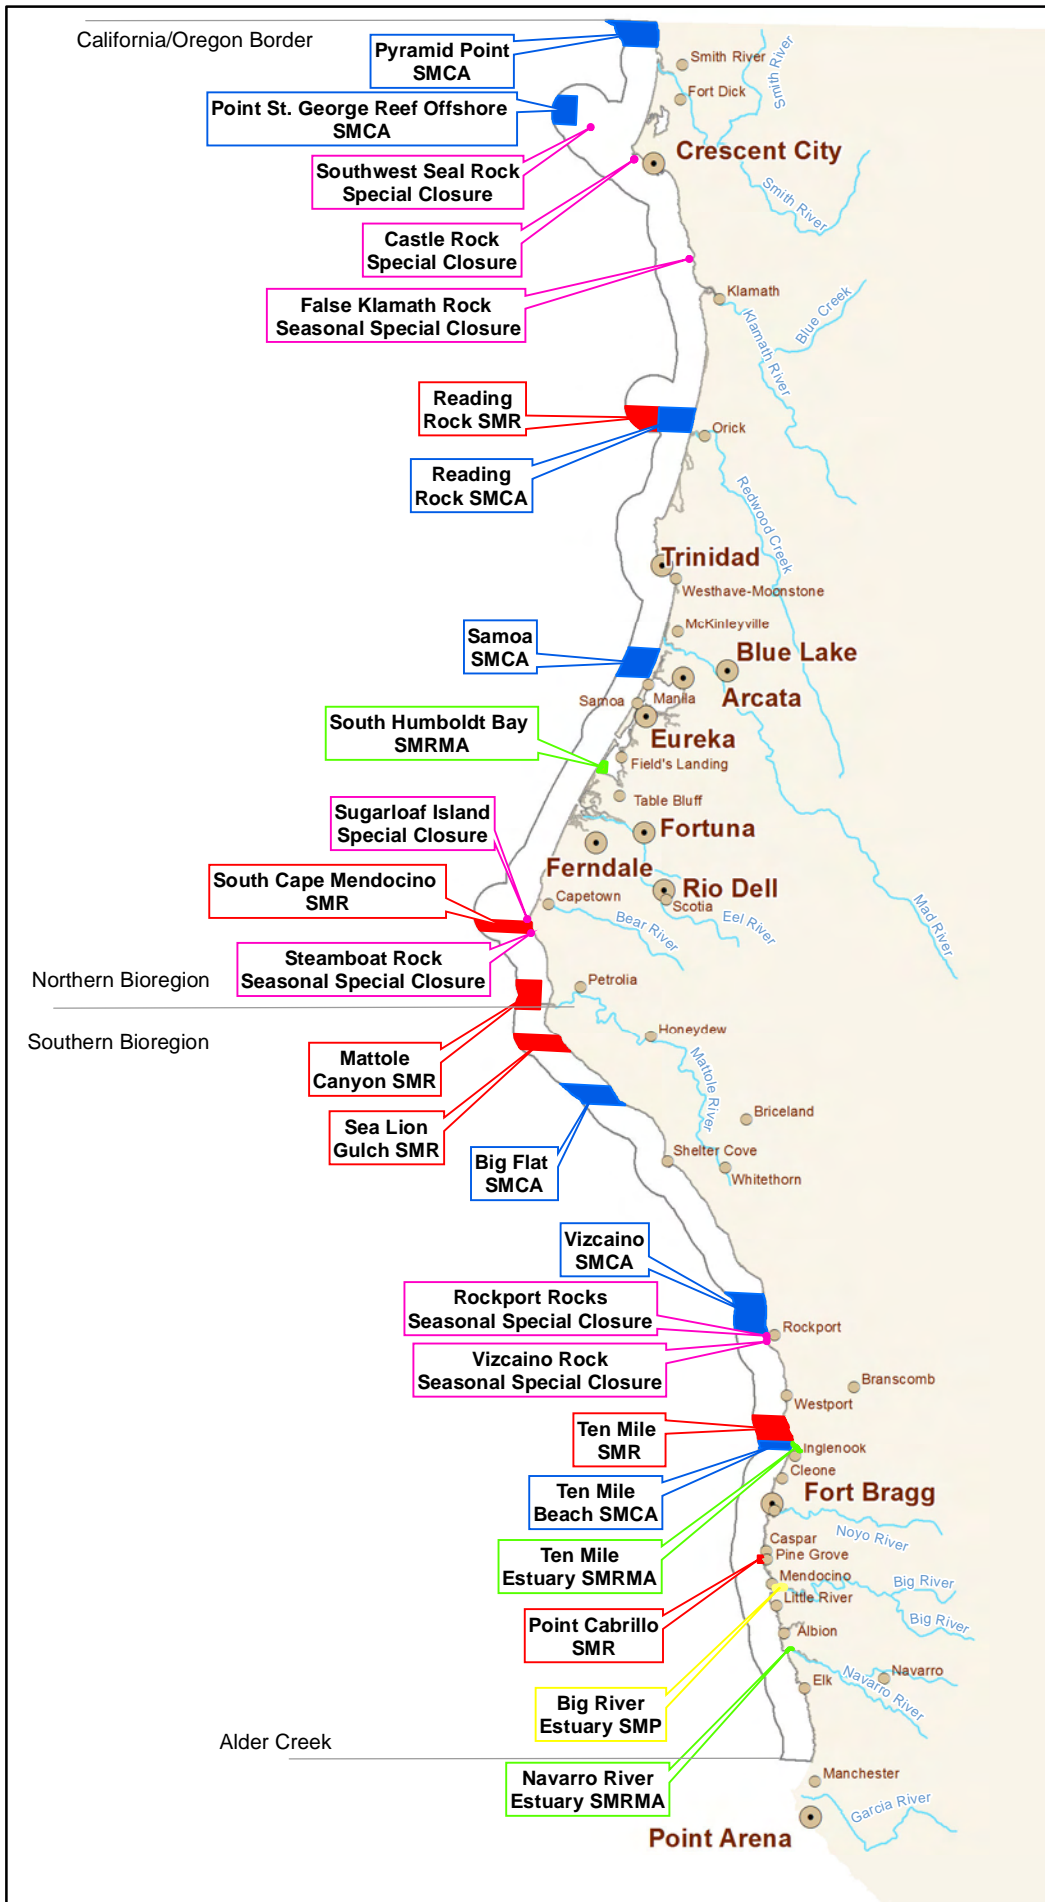 California/Oregon Border
Pyramid Point
SMCA
Smith River
Smith River
Point St. George Reef Offshore
SMCA
Fort Dick
Crescent City
Southwest Seal Rock
Special Closure
Smith River
Castle Rock
Special Closure
False Klamath Rock
Seasonal Special Closure
Klamath
Blue Creek
Klamath River
Reading
Rock SMR
Orick
Reading
Rock SMCA
Redwood Creek
Trinidad
Westhave-Moonstone
McKinleyville
Samoa
SMCA
Blue Lake
Samoa
Manila
Arcata
South Humboldt Bay
SMRMA
Eureka
Field's Landing
Table Bluff
Sugarloaf Island
Special Closure
Fortuna
Ferndale
South Cape Mendocino
SMR
Rio Dell
Capetown
Scotia
Bear River
Eel River
Mad River
Steamboat Rock
Seasonal Special Closure
Northern Bioregion
Petrolia
Southern Bioregion
Honeydew
Mattole
Canyon SMR
Mattole River
Sea Lion
Gulch SMR
Briceland
Big Flat
SMCA
Shelter Cove
Whitethorn
Vizcaino
SMCA
Rockport Rocks
Seasonal Special Closure
Rockport
Vizcaino Rock
Seasonal Special Closure
Branscomb
Westport
Ten Mile
SMR
Inglenook
Cleone
Ten Mile
Beach SMCA
Fort Bragg
Noyo River
Caspar
Pine Grove
Ten Mile
Estuary SMRMA
Mendocino
Big River
Little River
Big River
Point Cabrillo
SMR
Albion
Navarro
Navarro River
Elk
Big River
Estuary SMP
Alder Creek
Navarro River
Estuary SMRMA
Manchester
Garcia River
Point Arena